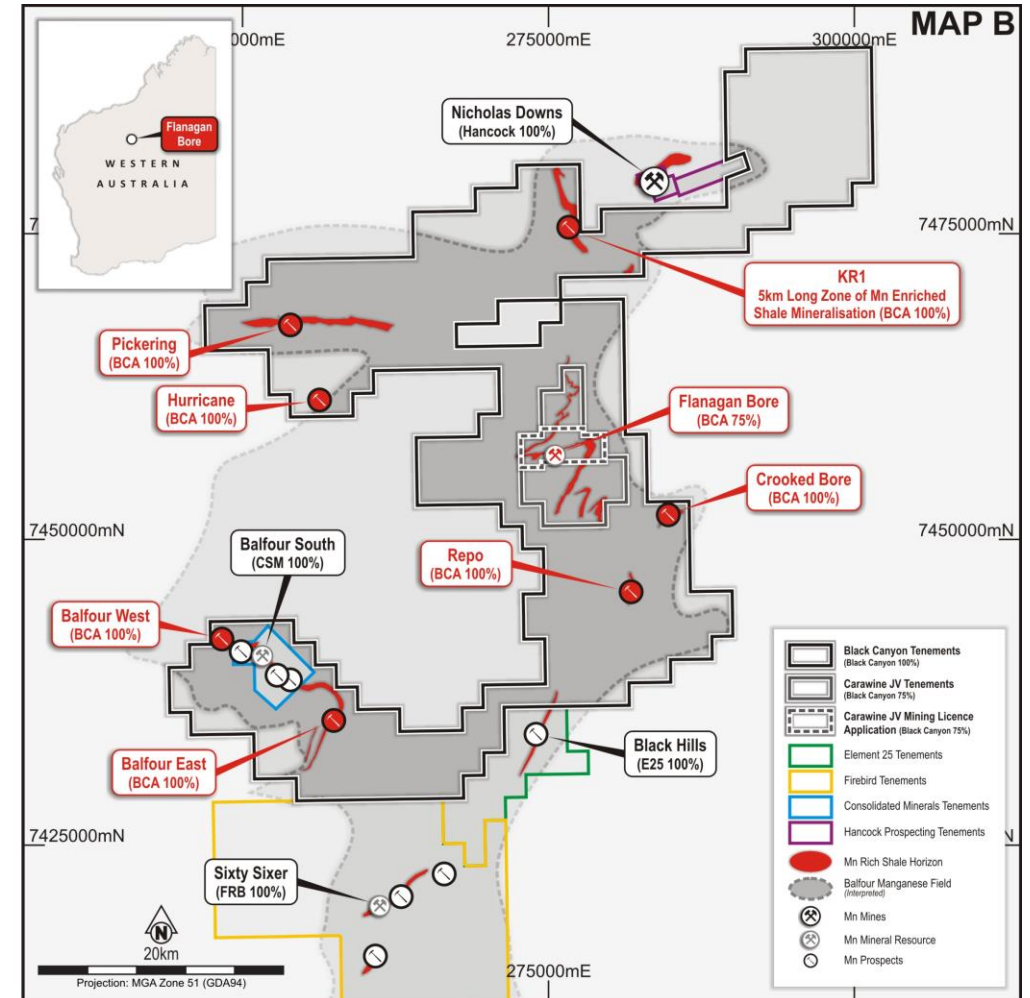 MAP B
000mE
275000mE
300000mE
Flanagan
Bore
WESTERN
AUSTRALIA
Nicholas Downs
(Hancock 100%)
7
7475000mN
KR1
5km Long Zone of Mn Enriched
Shale Mineralisation (BCA 100%)
Pickering
(BCA 100%)
Hurricane
(BCA 100%)
Flanagan Bore
(BCA 75%)
Crooked Bore
(BCA 100%)
7450000mN
7450000mN
Balfour South
(CSM 100%)
Repo
(BCA 100%)
Balfour West
(BCA 100%)
Balfour East
(BCA 100%)
Black Hills
(E25 100%)
7425000mN
N
Sixty Sixer
(FRB 100%)
N
20km
Projection: MGA Zone 51 (GDA94)
275000mE
Black Canyon Tenements
(Black Canyon 100%)
Carawine JV Tenements
(Black Canyon 75%)
Carawine JV Mining Licence
Application (Black Canyon 75%)
Element 25 Tenements
Firebird Tenements
Consolidated Minerals Tenements
Hancock Prospecting Tenements
Mn Rich Shale Horizon
Balfour Manganese Field
(Interpreted)
Mn Mines
Mn Mineral Resource
Mn Prospects